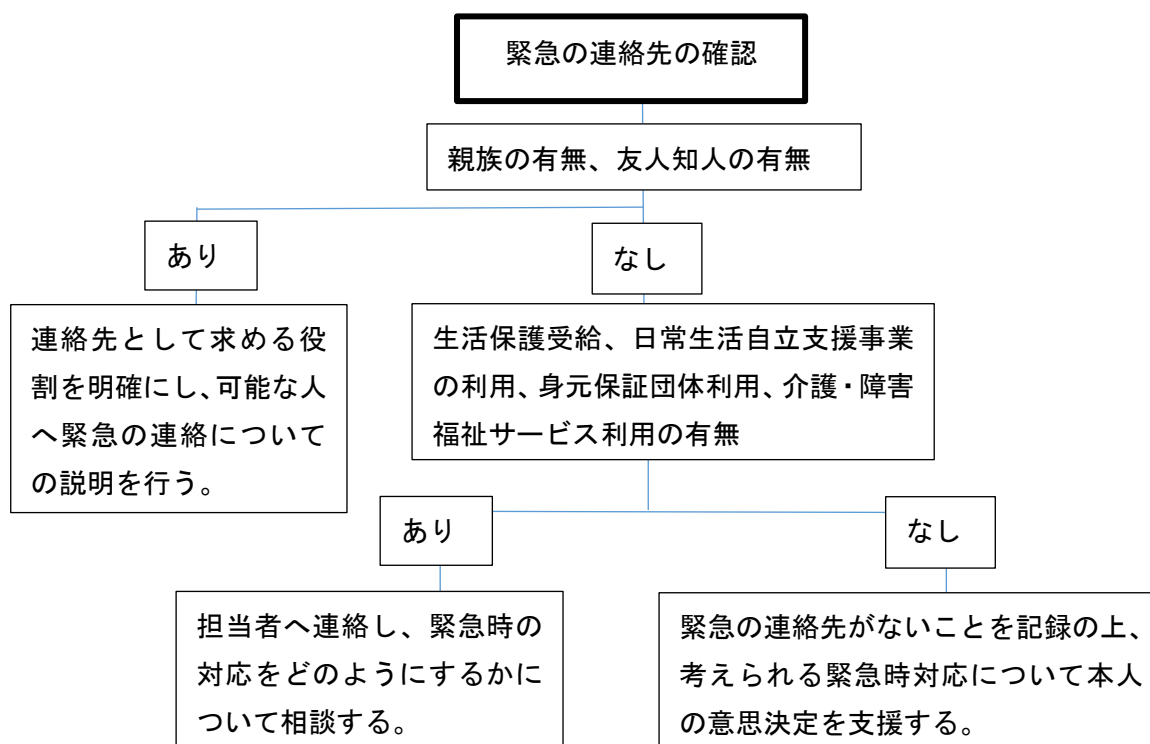 緊急の連絡先の確認
親族の有無、友人知人の有無
あり
なし
連絡先として求める役
割を明確にし、可能な人
へ緊急の連絡について
の説明を行う。
生活保護受給、日常生活自立支援事業
の利用、身元保証団体利用、介護・障害
福祉サービス利用の有無
あり
なし
担当者へ連絡し、緊急時の
対応をどのようにするかに
ついて相談する。
緊急の連絡先がないことを記録の上、
考えられる緊急時対応について本人
の意思決定を支援する。